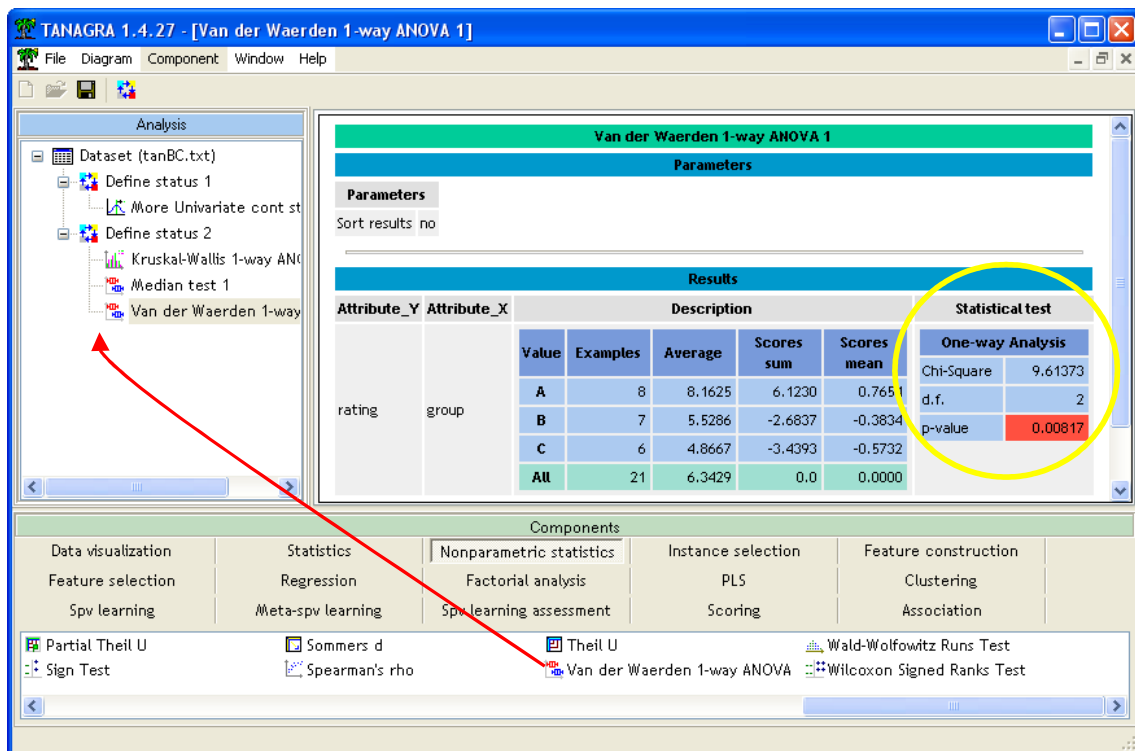 TANAGRA 1.4.27 - [Van der Waerden 1-way ANOVA 1]
File Diagram Component Window Help
Analysis
Dataset (tanBC.txt)
Define status 1
More Univariate cont st
Define status 2
Kruskal-Wallis 1-way AN
Median test 1
Van der Waerden 1-way
Van der Waerden 1-way ANOVA 1
Parameters
Parameters
Sort results no
Results
Attribute_Y Attribute_X Description Statistical test
Value Examples Average Scores sum Scores mean
A 8 8.1625 6.1230 0.7654
B 7 5.5286 -2.6837 -0.3834
C 6 4.8667 -3.4393 -0.5732
All 21 6.3429 0.0 0.0000
rating group
One-way Analysis
Chi-Square 9.61373
d.f. 2
p-value 0.00817
Components
Data visualization Statistics Nonparametric statistics Instance selection Feature construction
Feature selection Regression Factorial analysis PLS Clustering
Spv learning Meta-spv learning Spv learning assessment Scoring Association
Partial Theil U Sommers d Theil U Wald-Wolfowitz Runs Test
Sign Test Spearman's rho Van der Waerden 1-way ANOVA Wilcoxon Signed Ranks Test